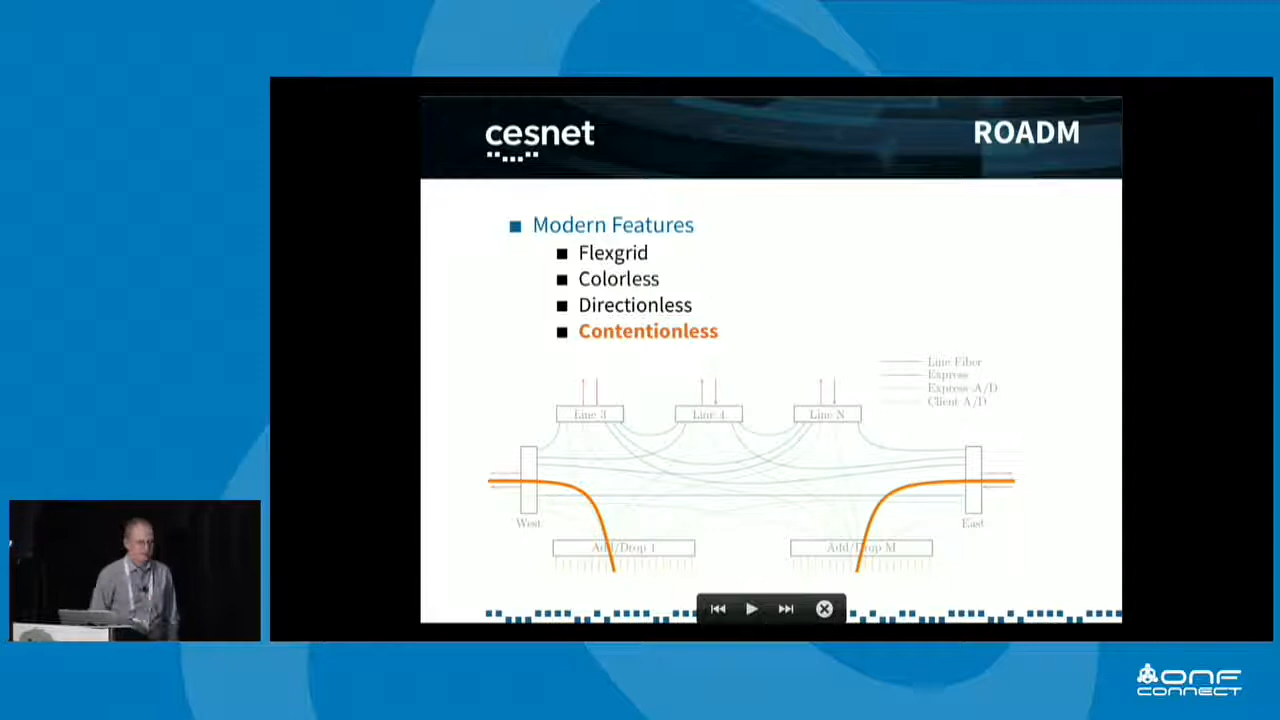 cesnet
ROADM
Modern Features
Flexgrid
Colorless
Directionless
Contentionless
Line Fiber
Express
Express A/D
Client A/D
Line 3
Line 4
Line N
West
East
Add/Drop 1
Add/Drop M
ONF
CONNECT